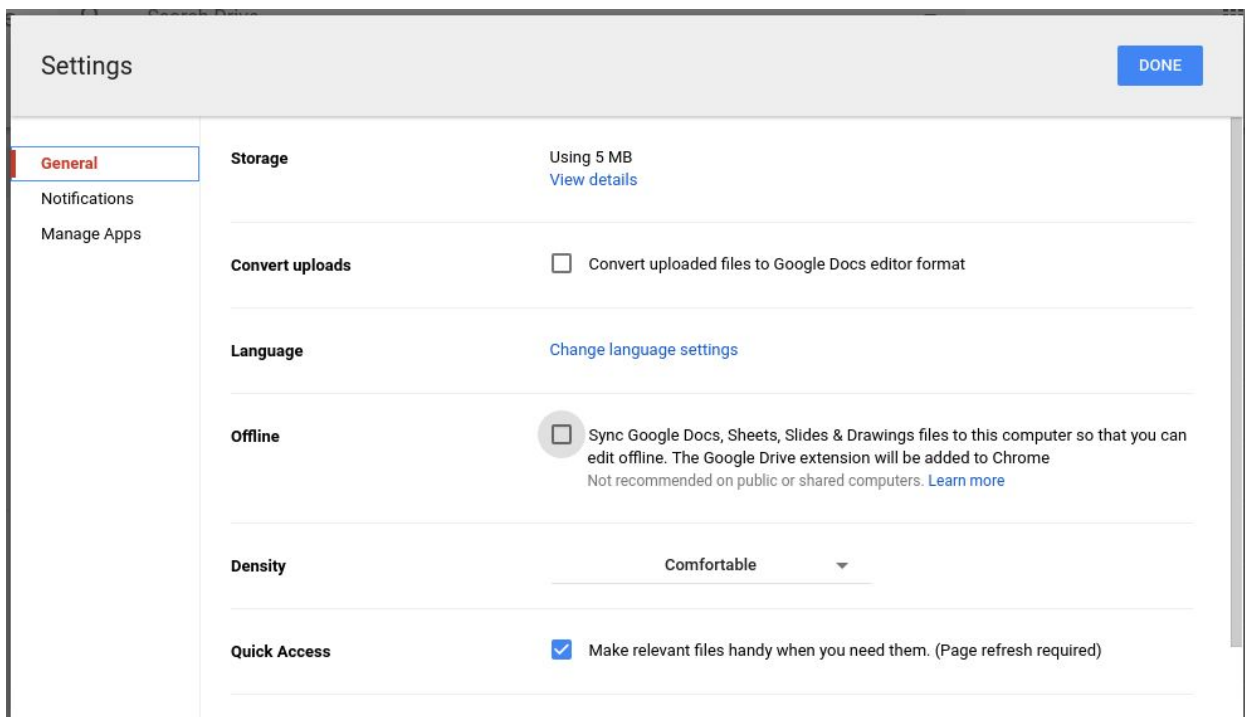 Search Drive
Settings
DONE
General
Notifications
Manage Apps
Storage
Using 5 MB
View details
Convert uploads
Convert uploaded files to Google Docs editor format
Language
Change language settings
Offline
Sync Google Docs, Sheets, Slides & Drawings files to this computer so that you can
edit offline. The Google Drive extension will be added to Chrome
Not recommended on public or shared computers. Learn more
Density
Comfortable
Quick Access
Make relevant files handy when you need them. (Page refresh required)